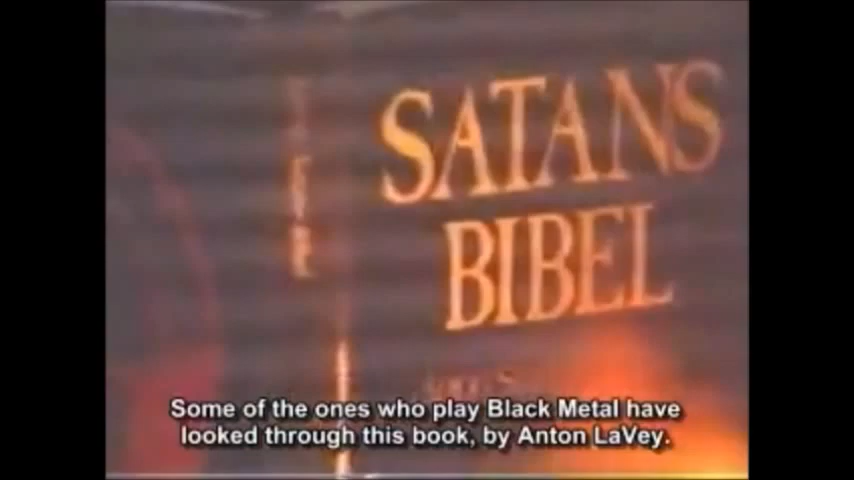 SATANS
BIBEL
Some of the ones who play Black Metal have
looked through this book, by Anton LaVey.